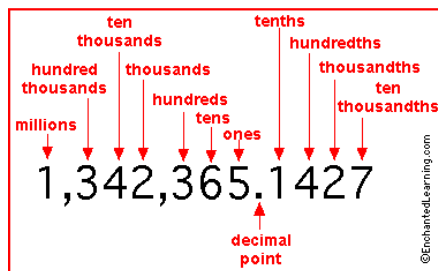 ten
thousands
tenths
hundredths
hundred
thousands
thousands
thousandths
ten
thousandths
hundreds
tens
ones
millions
1,342,365.1427
decimal
point
©EnchantedLearning.com